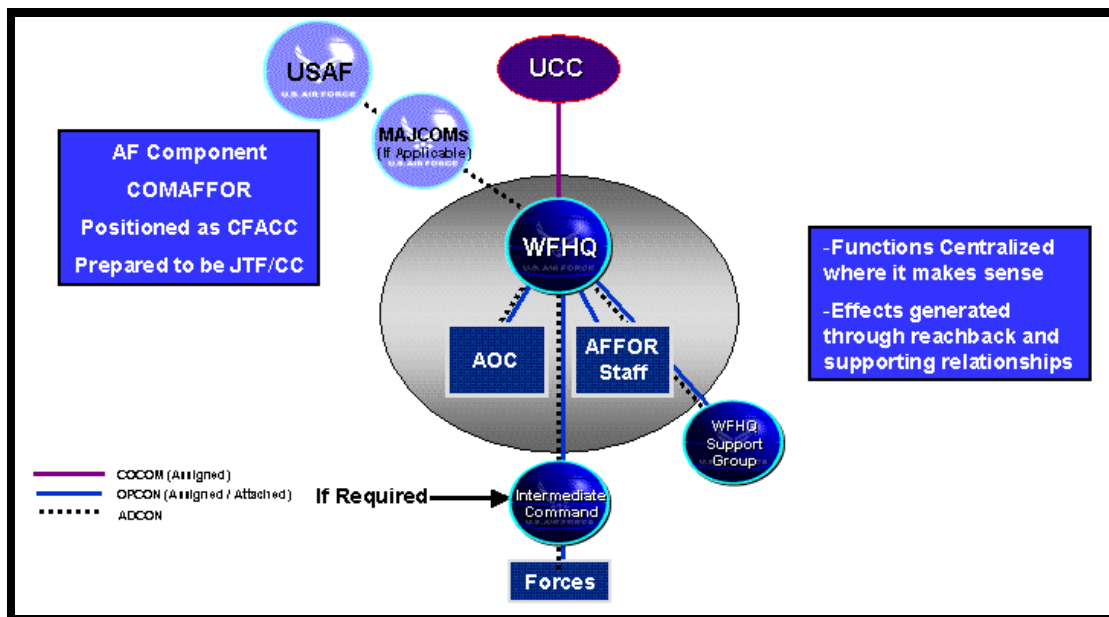 USAF
U.S. AIR FORCE
UCC
MAJCOMs
(If Applicable)
U.S. AIR FORCE
AF Component
COMAFFOR
Positioned as CFACC
Prepared to be JTF/CC
WFHQ
U.S. AIR FORCE
-Functions Centralized
where it makes sense
-Effects generated
through reachback and
supporting relationships
AOC
AFFOR
Staff
WFHQ
Support
Group
COCOM (Assigned)
OPCON (Assigned / Attached)
ADCON
If Required
Intermediate
Command
U.S. AIR FORCE
Forces